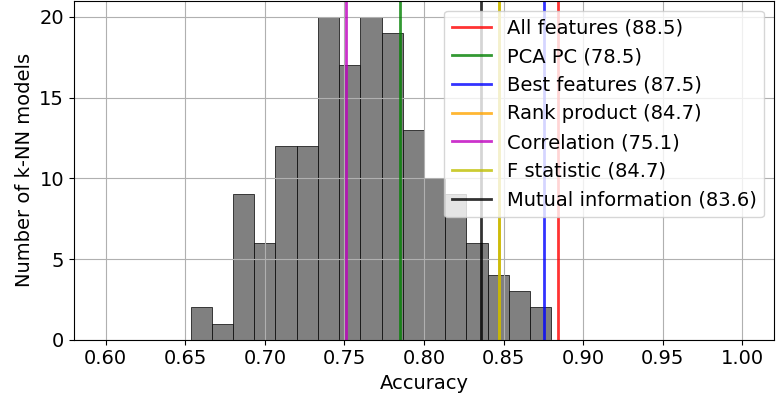 20
15
10
5
0
Number of k-NN models
All features (88.5)
PCA PC (78.5)
Best features (87.5)
Rank product (84.7)
Correlation (75.1)
F statistic (84.7)
Mutual information (83.6)
0.60 0.65 0.70 0.75 0.80 0.85 0.90 0.95 1.00
Accuracy